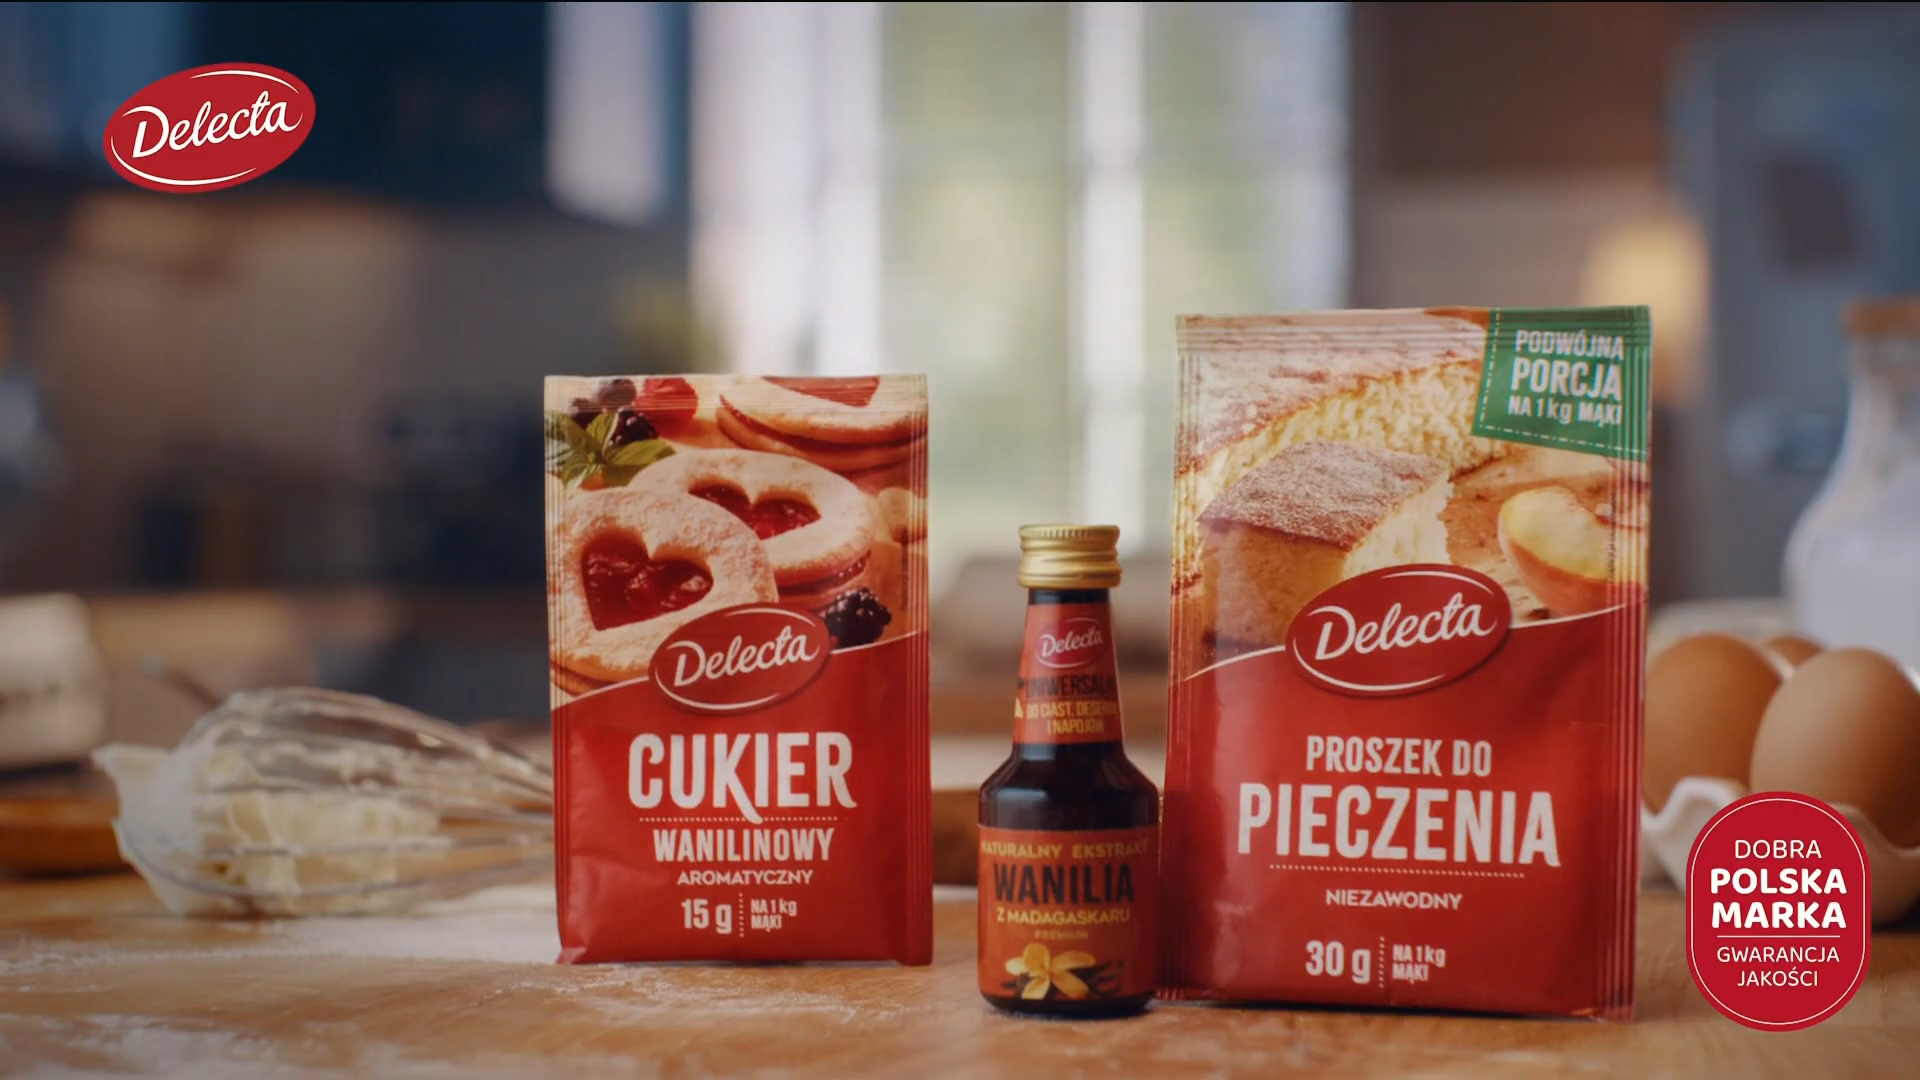 Delecta
PODWÓJNA
PORCJA
NA 1 kg MĄKI
Delecta
CUKIER
WANILINOWY
AROMATYCZNY
15 g
NA 1 kg
MĄKI
Delecta
UNIWERSALN
DO CIAST, DESERÓW
I NAPOJÓW
NATURALNY EKSTRAKT
WANILIA
Z MADAGASKARU
PREMIUM
Delecta
PROSZEK DO
PIECZENIA
NIEZAWODNY
30 g
NA 1 kg
MĄKI
DOBRA
POLSKA
MARKA
GWARANCJA
JAKOŚCI